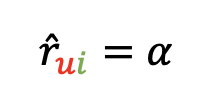 r̂ui = α